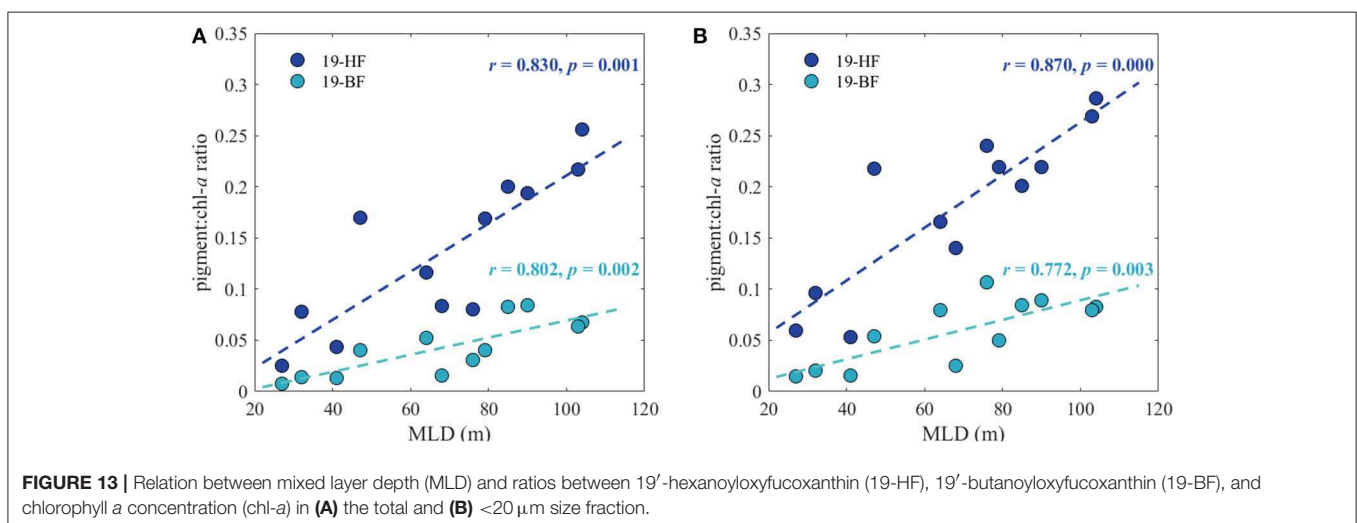 A
0.35
0.3
0.25
0.2
0.15
0.1
0.05
0
20
40
60
80
100
120
pigment:chl-a ratio
MLD (m)
19-HF
19-BF
r = 0.830, p = 0.001
r = 0.802, p = 0.002
B
0.35
0.3
0.25
0.2
0.15
0.1
0.05
0
20
40
60
80
100
120
pigment:chl-a ratio
MLD (m)
19-HF
19-BF
r = 0.870, p = 0.000
r = 0.772, p = 0.003
FIGURE 13 | Relation between mixed layer depth (MLD) and ratios between 19′-hexanoyloxyfucoxanthin (19-HF), 19′-butanoyloxyfucoxanthin (19-BF), and
chlorophyll a concentration (chl-a) in (A) the total and (B) <20 μm size fraction.